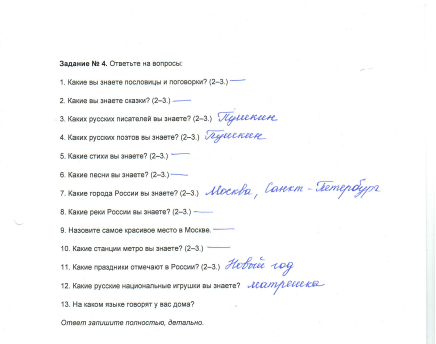 Задание № 4. Ответьте на вопросы:
1. Какие вы знаете пословицы и поговорки? (2–3.) —
2. Какие вы знаете сказки? (2–3.) —
3. Каких русских писателей вы знаете? (2–3.) Пушкин
4. Каких русских поэтов вы знаете? (2–3.) Пушкин
5. Какие стихи вы знаете? (2–3.) —
6. Какие песни вы знаете? (2–3.) —
7. Какие города России вы знаете? (2–3.) Москва, Санкт-Петербург
8. Какие реки России вы знаете? (2–3.) —
9. Назовите самое красивое место в Москве. —
10. Какие станции метро вы знаете? (2–3.) —
11. Какие праздники отмечают в России? (2–3.) Новый год
12. Какие русские национальные игрушки вы знаете? матрешка
13. На каком языке говорят у вас дома?
Ответ запишите полностью, детально.